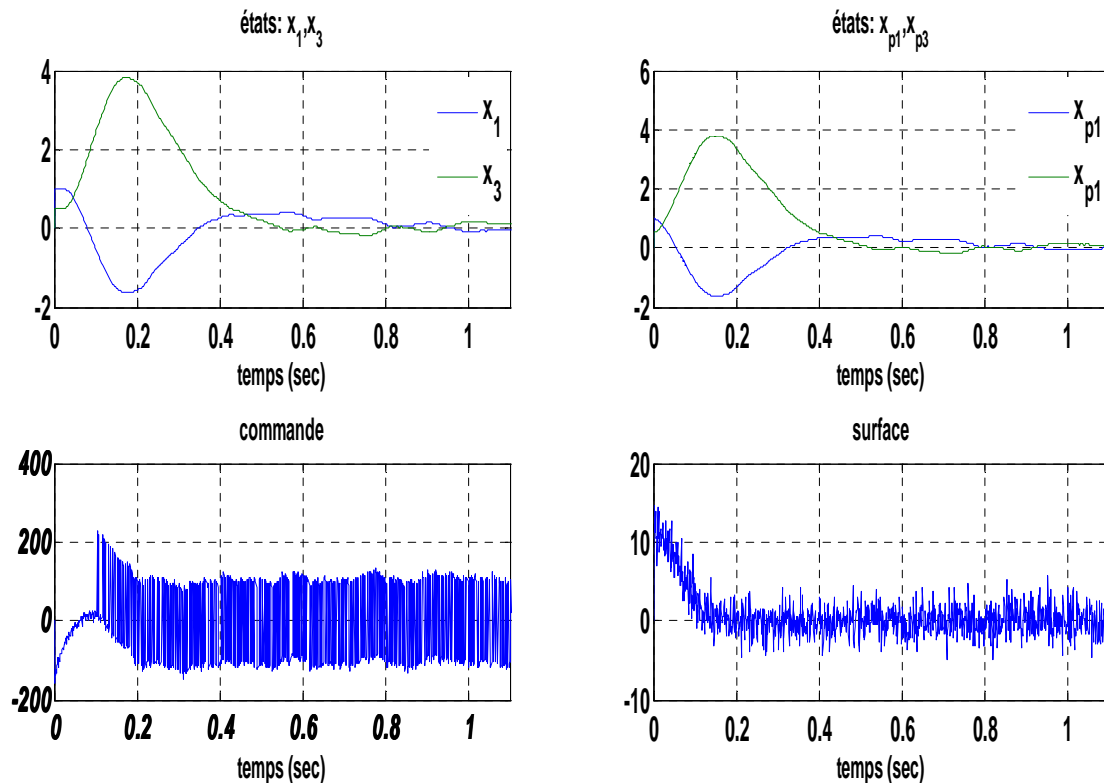 états: x1,x3
4
2
0
-2
x1
x3
0 0.2 0.4 0.6 0.8 1
temps (sec)
états: xp1,xp3
6
4
2
0
-2
xp1
xp1
0 0.2 0.4 0.6 0.8 1
temps (sec)
commande
400
200
0
-200
0 0.2 0.4 0.6 0.8 1
temps (sec)
surface
20
10
0
-10
0 0.2 0.4 0.6 0.8 1
temps (sec)